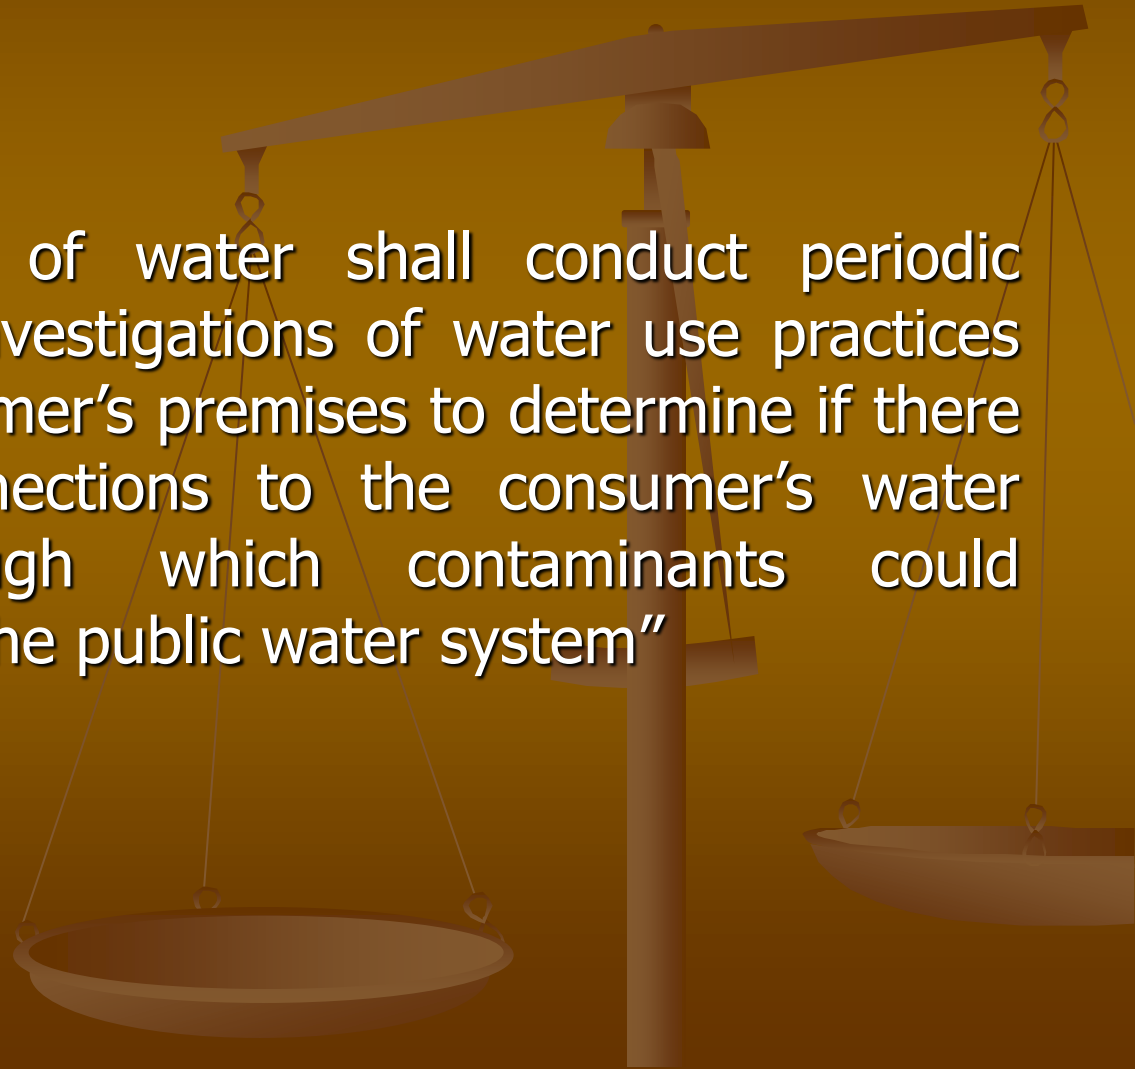 of water shall conduct periodic
vestigations of water use practices
mer’s premises to determine if there
nections to the consumer’s water
gh which contaminants could
he public water system”